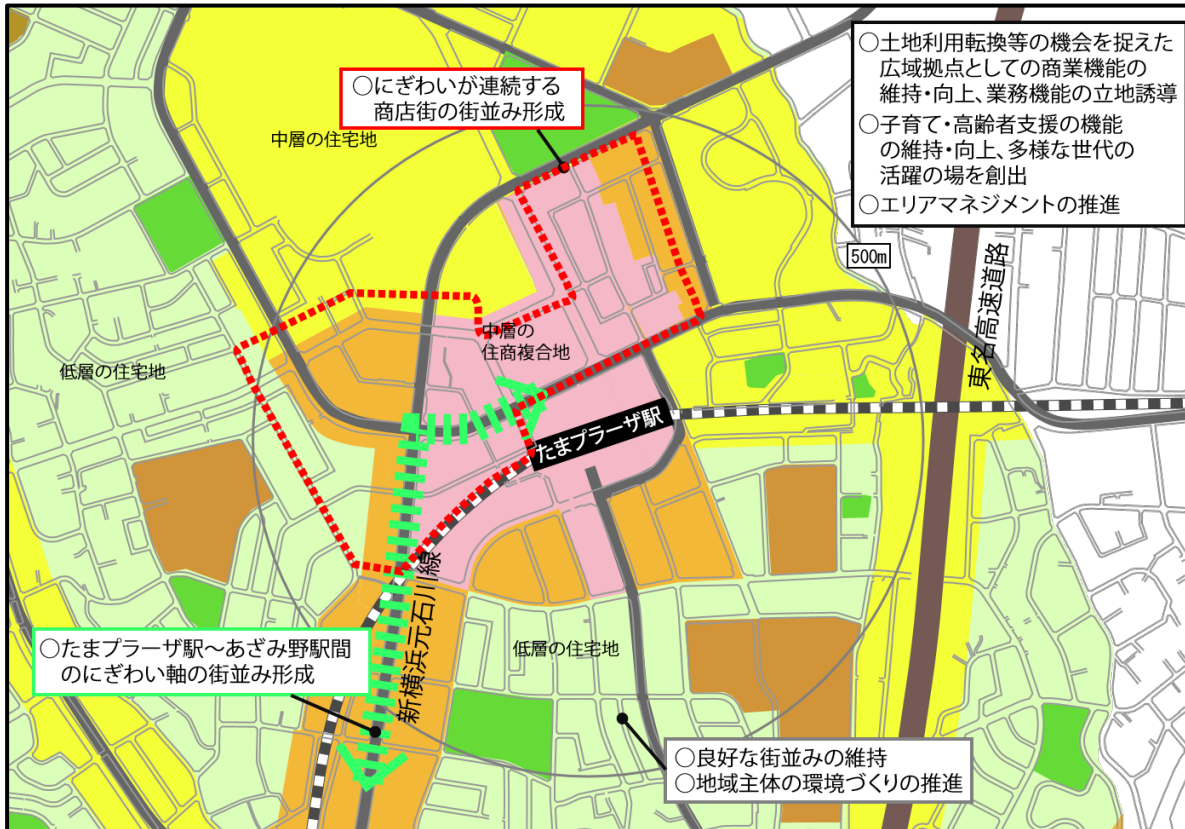 ○土地利用転換等の機会を捉えた
広域拠点としての商業機能の
維持・向上、業務機能の立地誘導
○子育て・高齢者支援の機能
の維持・向上、多様な世代の
活躍の場を創出
○エリアマネジメントの推進
○にぎわいが連続する
商店街の街並み形成
中層の住宅地
500m
東名高速道路
中層の
住商複合地
低層の住宅地
たまプラーザ駅
新横浜元石川線
○たまプラーザ駅～あざみ野駅間
のにぎわい軸の街並み形成
低層の住宅地
○良好な街並みの維持
○地域主体の環境づくりの推進